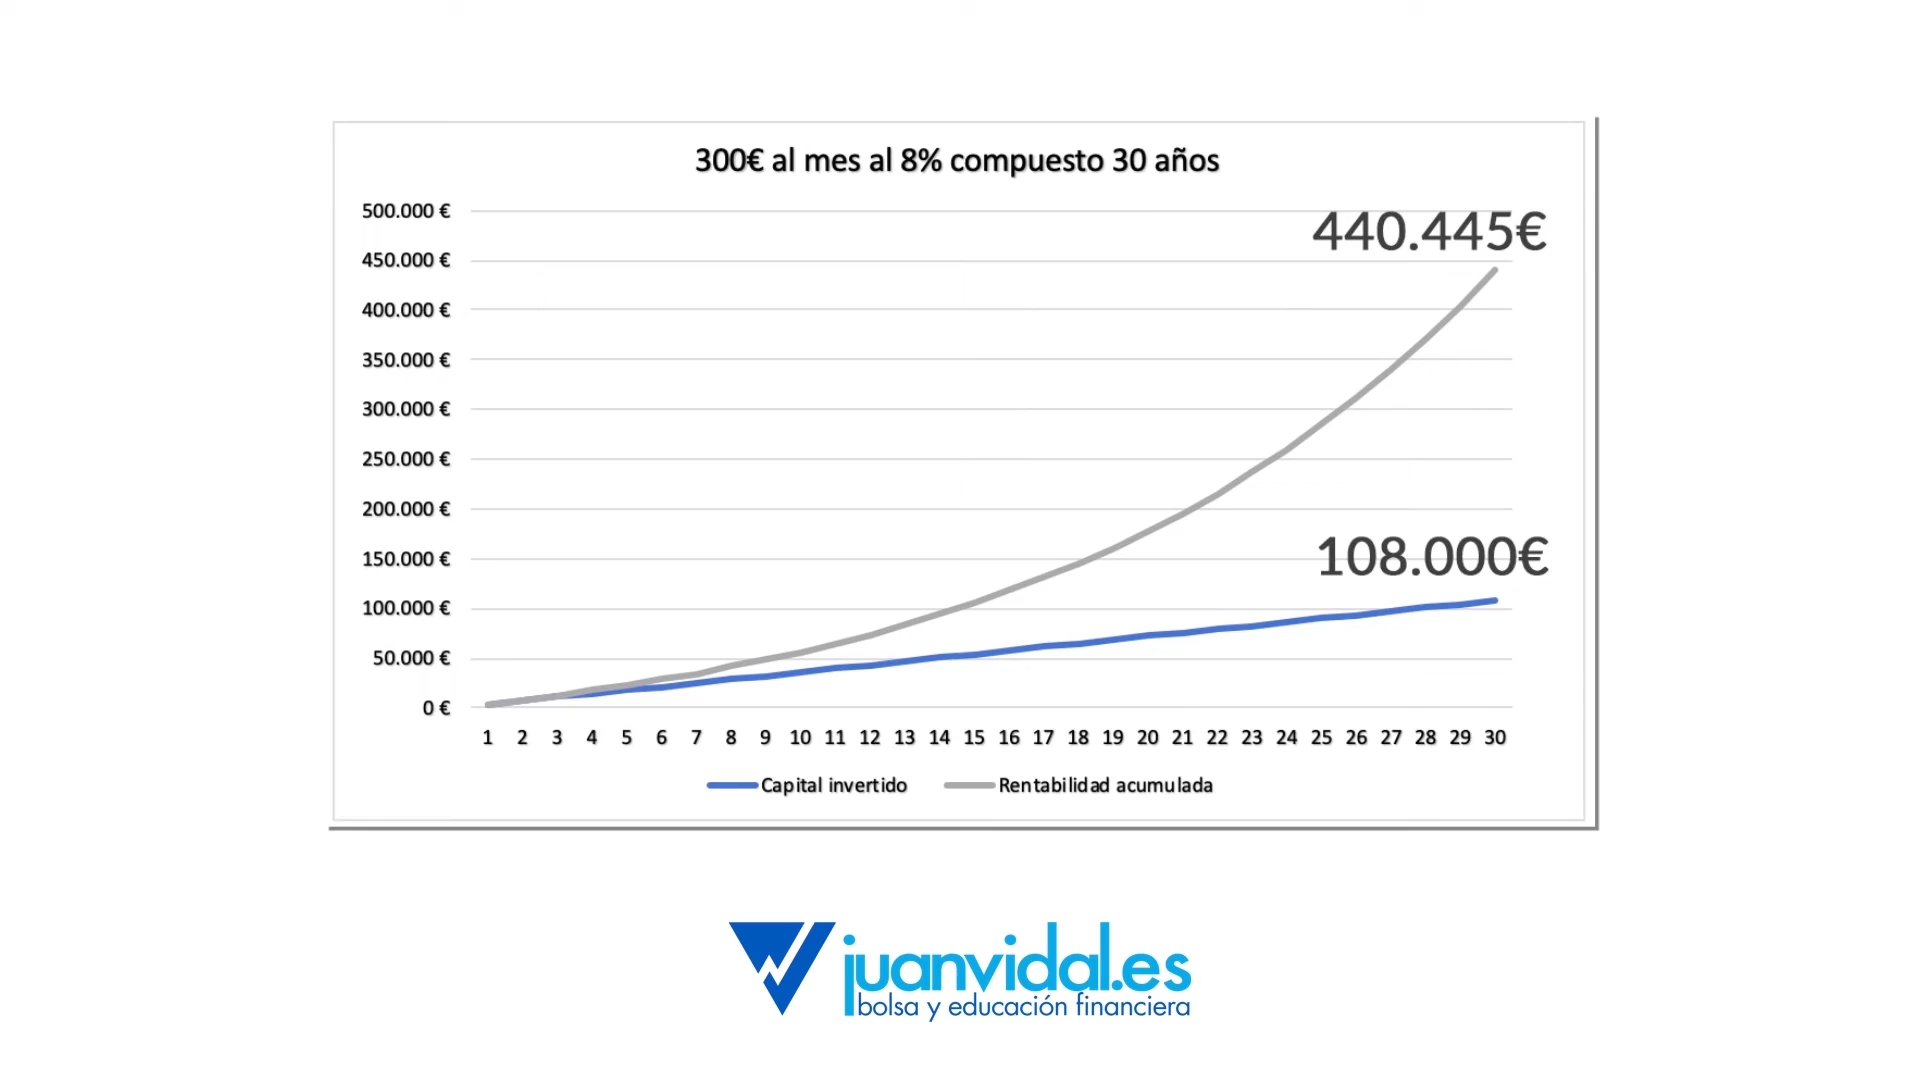 300€ al mes al 8% compuesto 30 años
500.000 €
440.445€
450.000 €
400.000 €
350.000 €
300.000 €
250.000 €
200.000 €
150.000 €
108.000€
100.000 €
50.000 €
0 €
1 2 3 4 5 6 7 8 9 10 11 12 13 14 15 16 17 18 19 20 21 22 23 24 25 26 27 28 29 30
Capital invertido Rentabilidad acumulada
juanvidal.es
bolsa y educación financiera